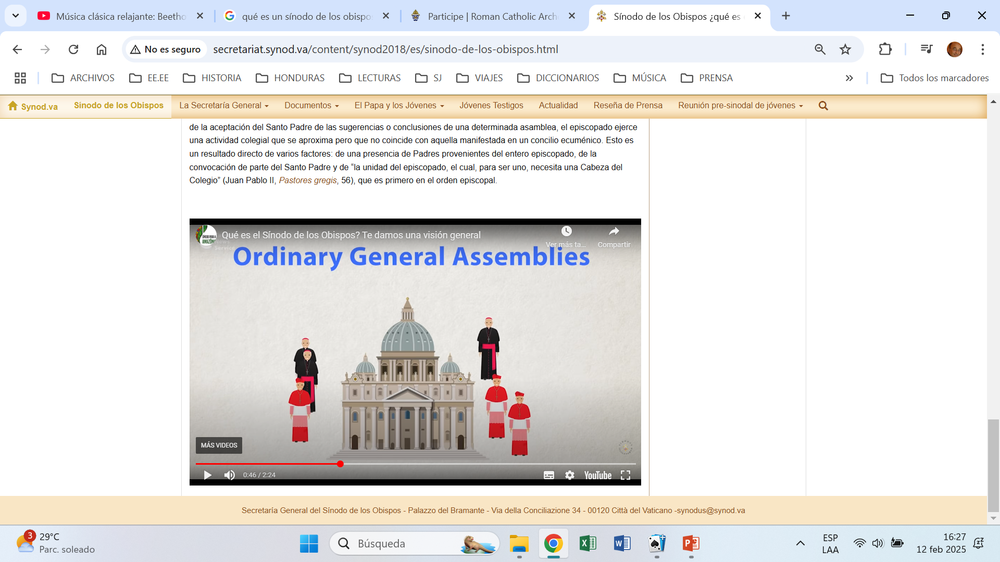 Música clásica relajante: Beetho
qué es un sínodo de los obispos
Participe | Roman Catholic Arch
Sínodo de los Obispos ¿qué es
No es seguro
secretariat.synod.va/content/synod2018/es/sinodo-de-los-obispos.html
ARCHIVOS
EE.EE
HISTORIA
HONDURAS
LECTURAS
SJ
VIAJES
DICCIONARIOS
MÚSICA
PRENSA
Todos los marcadores
Synod.va
Sinodo de los Obispos
La Secretaría General
Documentos
El Papa y los Jóvenes
Jóvenes Testigos
Actualidad
Reseña de Prensa
Reunión pre-sinodal de jóvenes
de la aceptación del Santo Padre de las sugerencias o conclusiones de una determinada asamblea, el episcopado ejerce
una actividad colegial que se aproxima pero que no coincide con aquella manifestada en un concilio ecuménico. Esto es
un resultado directo de varios factores: de una presencia de Padres provenientes del entero episcopado, de la
convocación de parte del Santo Padre y de “la unidad del episcopado, el cual, para ser uno, necesita una Cabeza del
Colegio” (Juan Pablo II, Pastores gregis, 56), que es primero en el orden episcopal.
SÍNODO PARA A
AMAZÔNIA
Qué es el Sínodo de los Obispos? Te damos una visión general
Ver más ta...
Compartir
News
Service
Ordinary General Assemblies
MÁS VIDEOS
0:46 / 2:24
YouTube
Secretaría General del Sínodo de los Obispos - Palazzo del Bramante - Via della Conciliazione 34 - 00120 Città del Vaticano -synodus@synod.va
3
29°C
Parc. soleado
Búsqueda
ESP
LAA
16:27
12 feb 2025